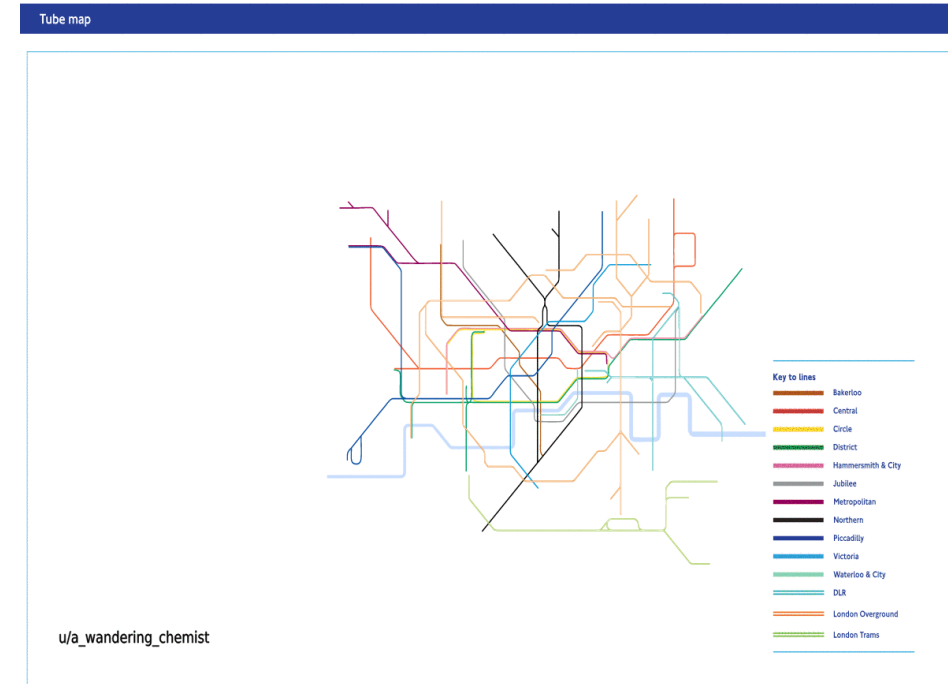 Tube map
Key to lines
Bakerloo
Central
Circle
District
Hammersmith & City
Jubilee
Metropolitan
Northern
Piccadilly
Victoria
Waterloo & City
DLR
London Overground
London Trams
u/a_wandering_chemist